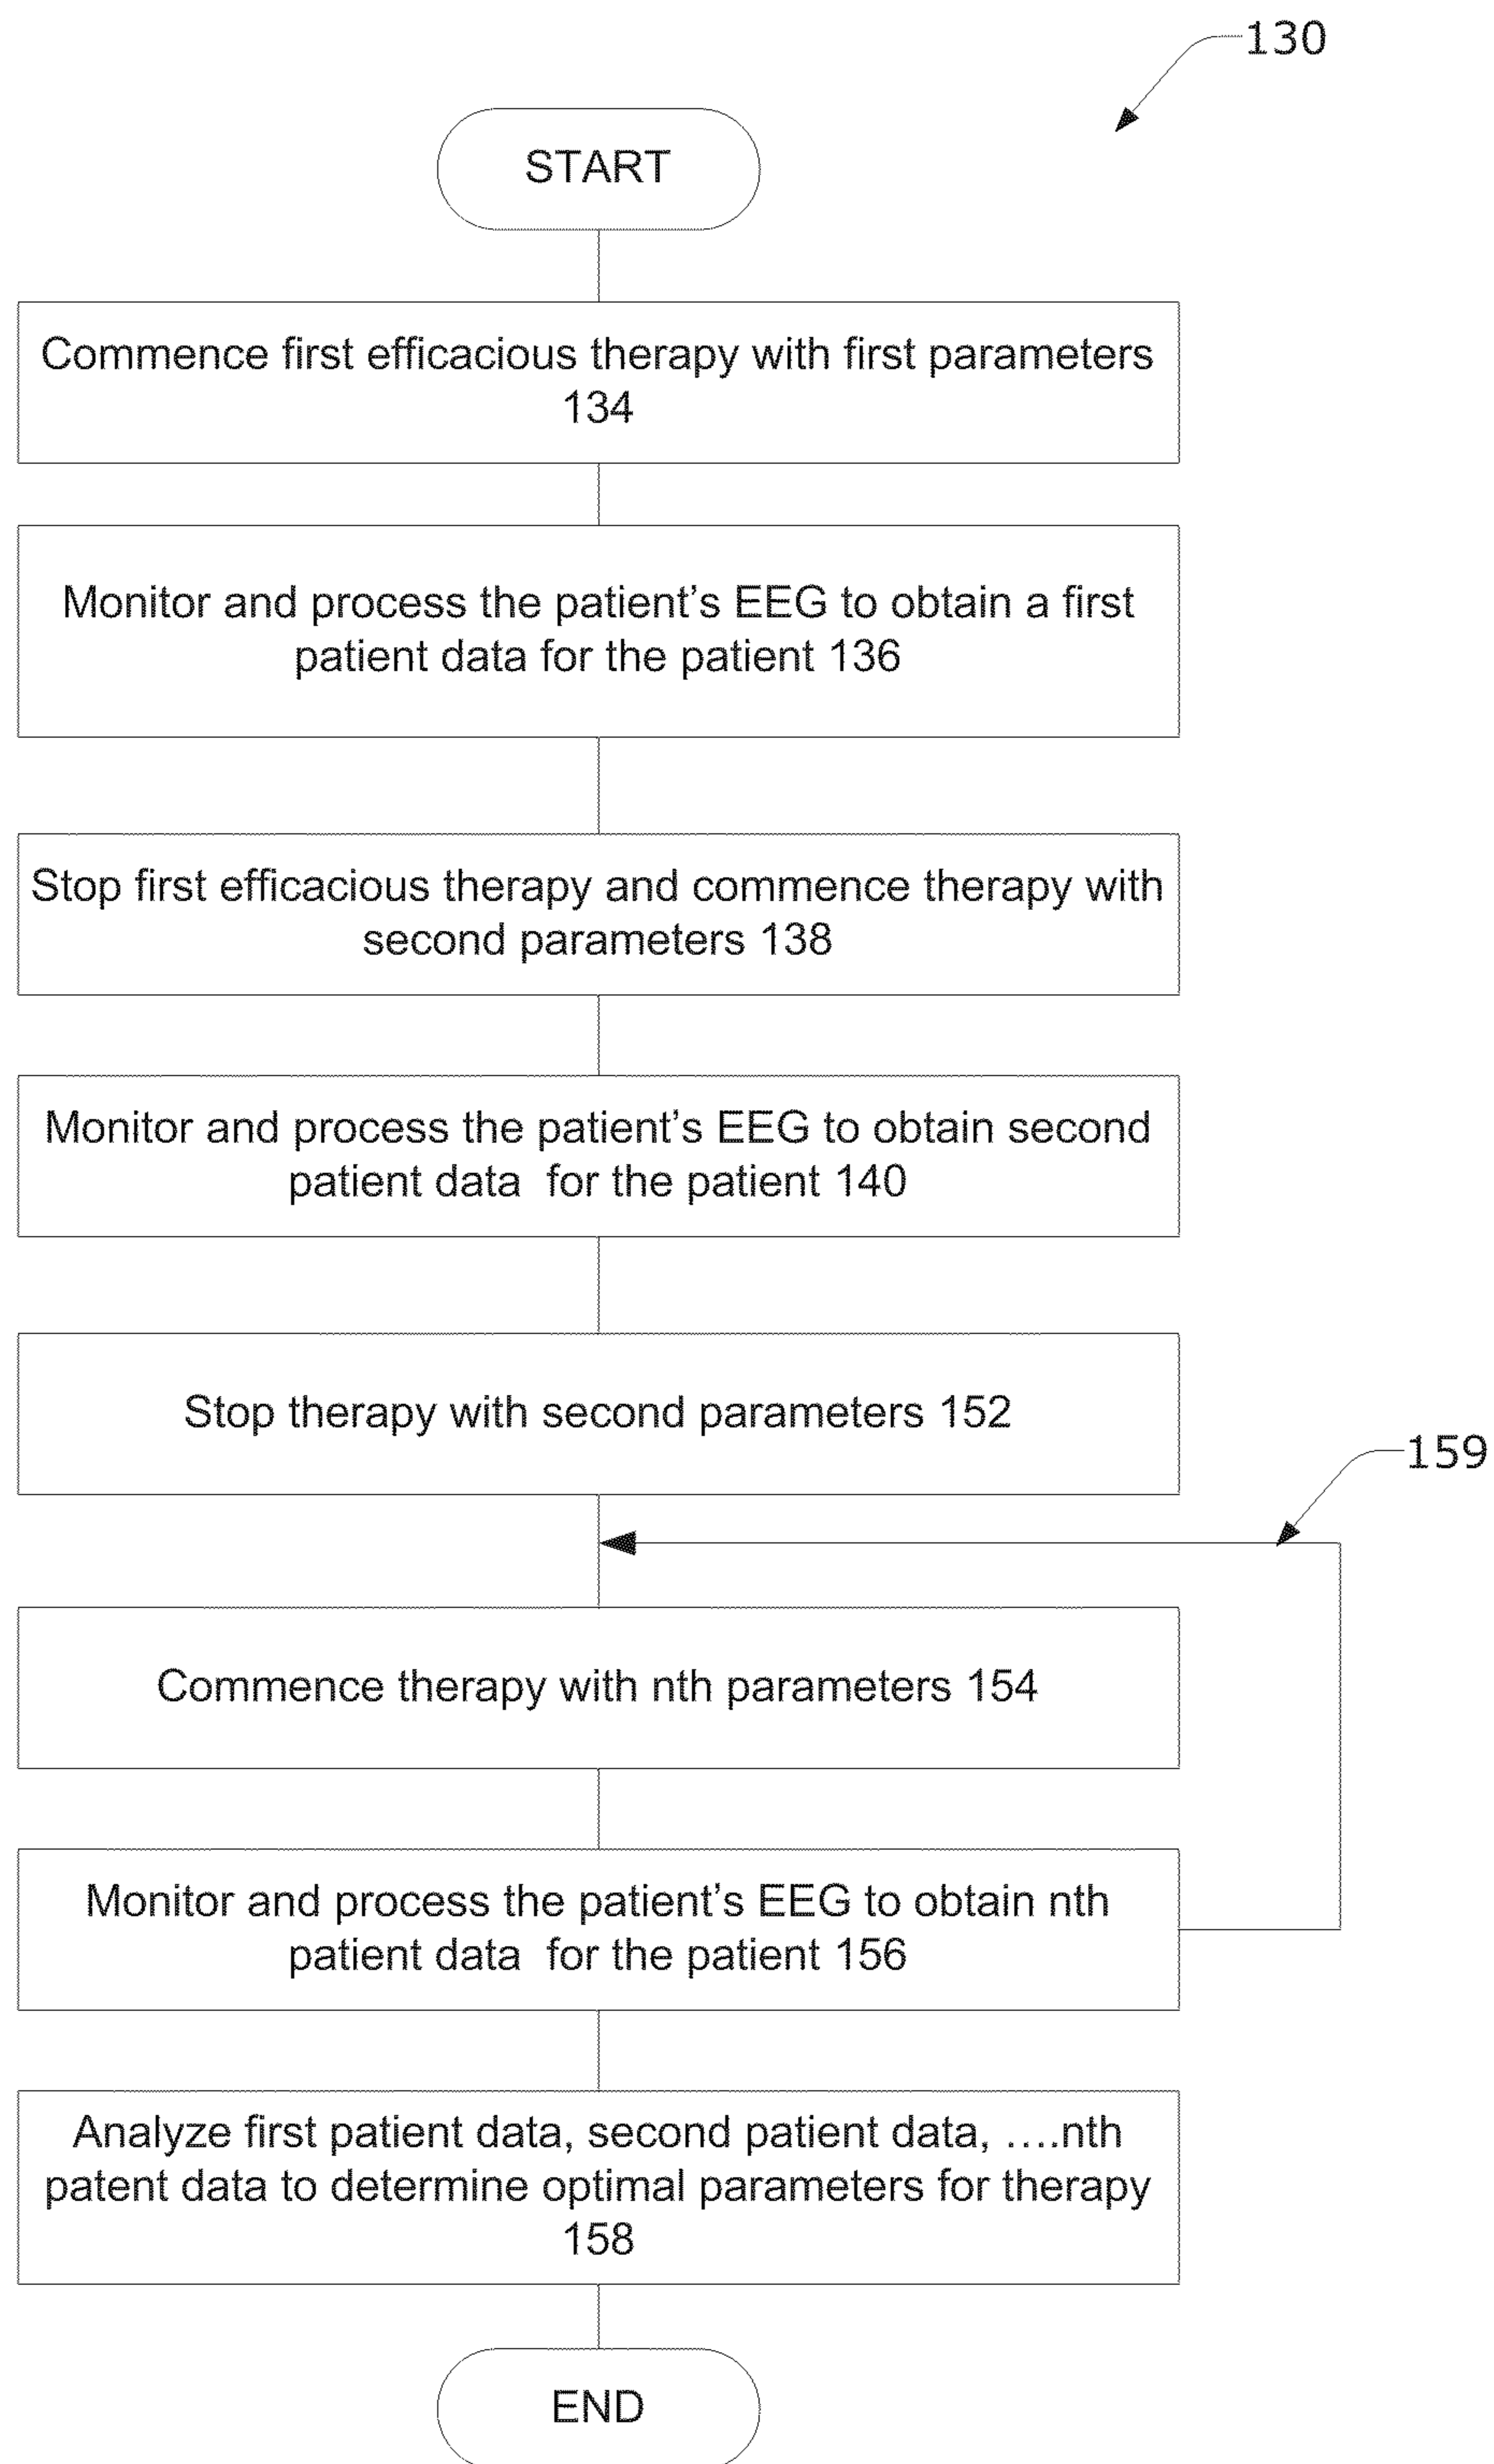 130
START
Commence first efficacious therapy with first parameters
134
Monitor and process the patient’s EEG to obtain a first
patient data for the patient 136
Stop first efficacious therapy and commence therapy with
second parameters 138
Monitor and process the patient’s EEG to obtain second
patient data  for the patient 140
Stop therapy with second parameters 152
159
Commence therapy with nth parameters 154
Monitor and process the patient’s EEG to obtain nth
patient data  for the patient 156
Analyze first patient data, second patient data, ….nth
patent data to determine optimal parameters for therapy
158
END